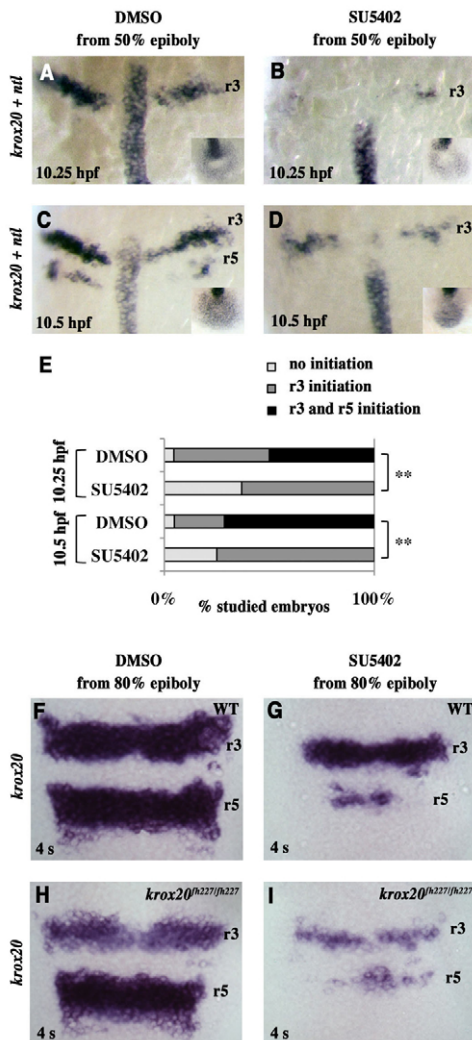 DMSO
from 50% epiboly
SU5402
from 50% epiboly
krox20 + ntl
A
r3
10.25 hpf
B
r3
10.25 hpf
krox20 + ntl
C
r3
r5
10.5 hpf
D
r3
10.5 hpf
E
no initiation
r3 initiation
r3 and r5 initiation
10.25 hpf
DMSO
SU5402
**
10.5 hpf
DMSO
SU5402
**
0%
% studied embryos
100%
DMSO
from 80% epiboly
SU5402
from 80% epiboly
krox20
F
WT
r3
r5
4 s
G
WT
r3
r5
4 s
krox20
H
krox20fh227/fh227
r3
r5
4 s
I
krox20fh227/fh227
r3
r5
4 s